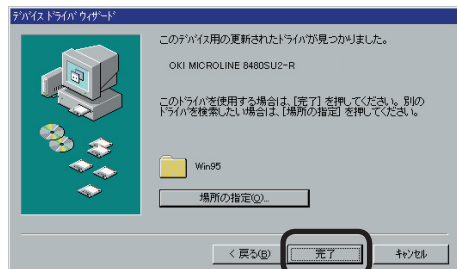 デバイス ドライバ ウィザード
このデバイス用の更新されたドライバが見つかりました。
OKI MICROLINE 8480SU2-R
このドライバを使用する場合は、[完了] を押してください。別の
ドライバを検索したい場合は、[場所の指定] を押してください。
Win95
場所の指定(O)...
< 戻る(B)
完了
キャンセル